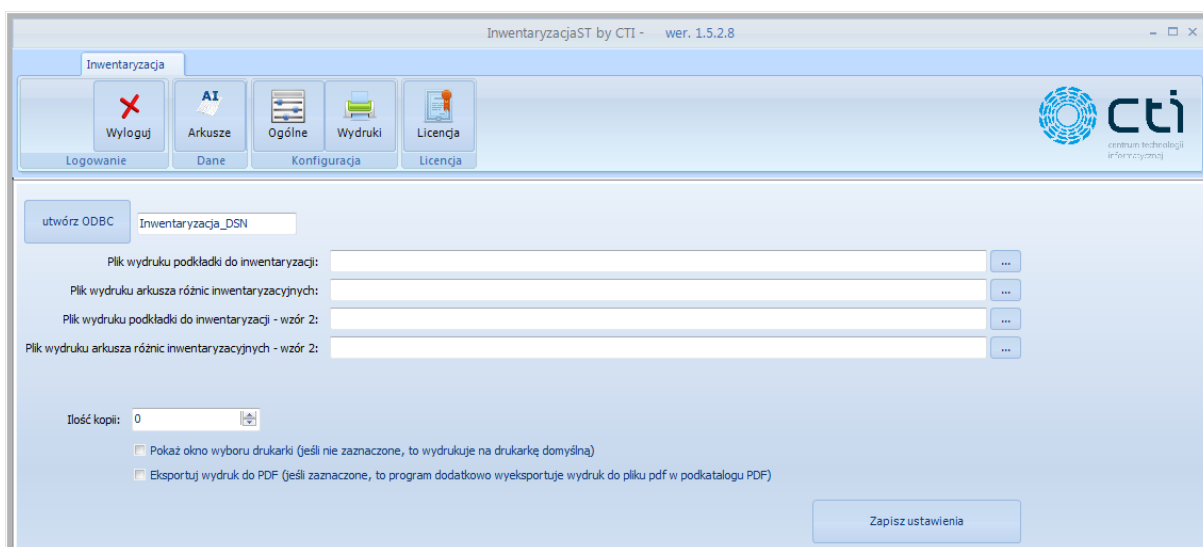 InwentaryzacjaST by CTI - wer. 1.5.2.8
Inwentaryzacja
Wyloguj
AI
Arkusze
Ogólne
Wydruki
Licencja
Logowanie
Dane
Konfiguracja
Licencja
cti
centrum technologii
informatycznej
utwórz ODBC
Inwentaryzacja_DSN
Plik wydruku podkładki do inwentaryzacji:
...
Plik wydruku arkusza różnic inwentaryzacyjnych:
...
Plik wydruku podkładki do inwentaryzacji - wzór 2:
...
Plik wydruku arkusza różnic inwentaryzacyjnych - wzór 2:
...
Ilość kopii: 0
Pokaż okno wyboru drukarki (jeśli nie zaznaczone, to wydrukuje na drukarkę domyślną)
Eksportuj wydruk do PDF (jeśli zaznaczone, to program dodatkowo wyeksportuje wydruk do pliku pdf w podkatalogu PDF)
Zapisz ustawienia